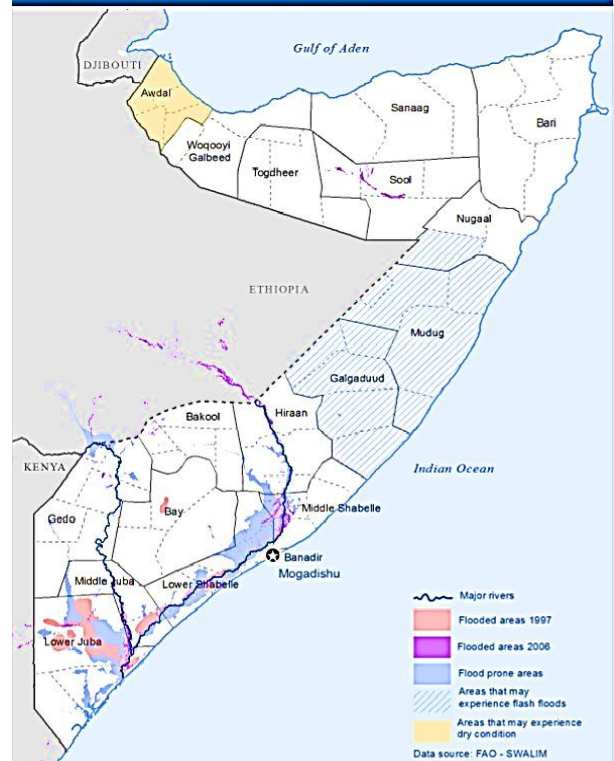 Gulf of Aden
DJIBOUTI
Awdal
Sanaag
Bari
Woqooyi
Galbeed
Togdheer
Sool
Nugaal
ETHIOPIA
Mudug
Galgaduud
Hiraan
Bakool
KENYA
Indian Ocean
Gedo
Bay
Middle Shabelle
Banadir
Mogadishu
Middle Juba
Lower Shabelle
Lower Juba
Major rivers
Flooded areas 1997
Flooded areas 2006
Flood prone areas
Areas that may
experience flash floods
Areas that may experience
dry condition
Data source: FAO - SWALIM